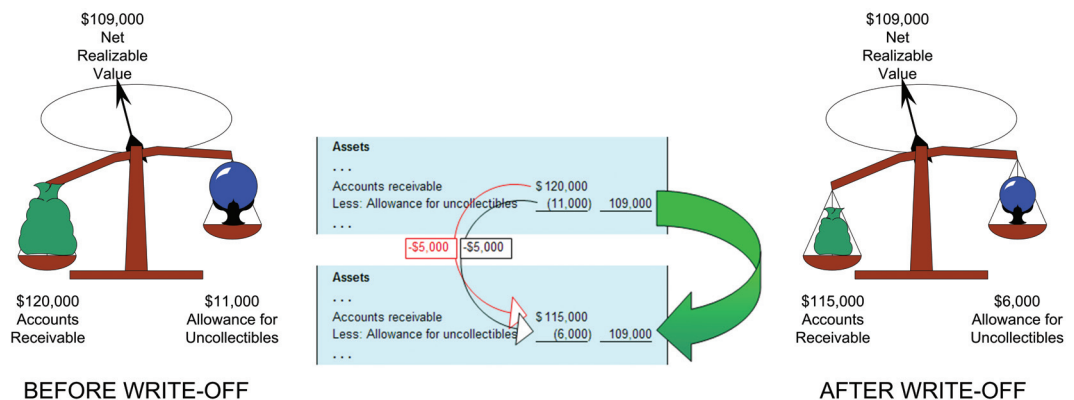 $109,000
Net
Realizable
Value
$120,000
Accounts
Receivable
$11,000
Allowance for
Uncollectibles
BEFORE WRITE-OFF
Assets
...
Accounts receivable $ 120,000
Less: Allowance for uncollectibles (11,000) 109,000
...
-$5,000 -$5,000
Assets
...
Accounts receivable $ 115,000
Less: Allowance for uncollectibles (6,000) 109,000
...
$109,000
Net
Realizable
Value
$115,000
Accounts
Receivable
$6,000
Allowance for
Uncollectibles
AFTER WRITE-OFF